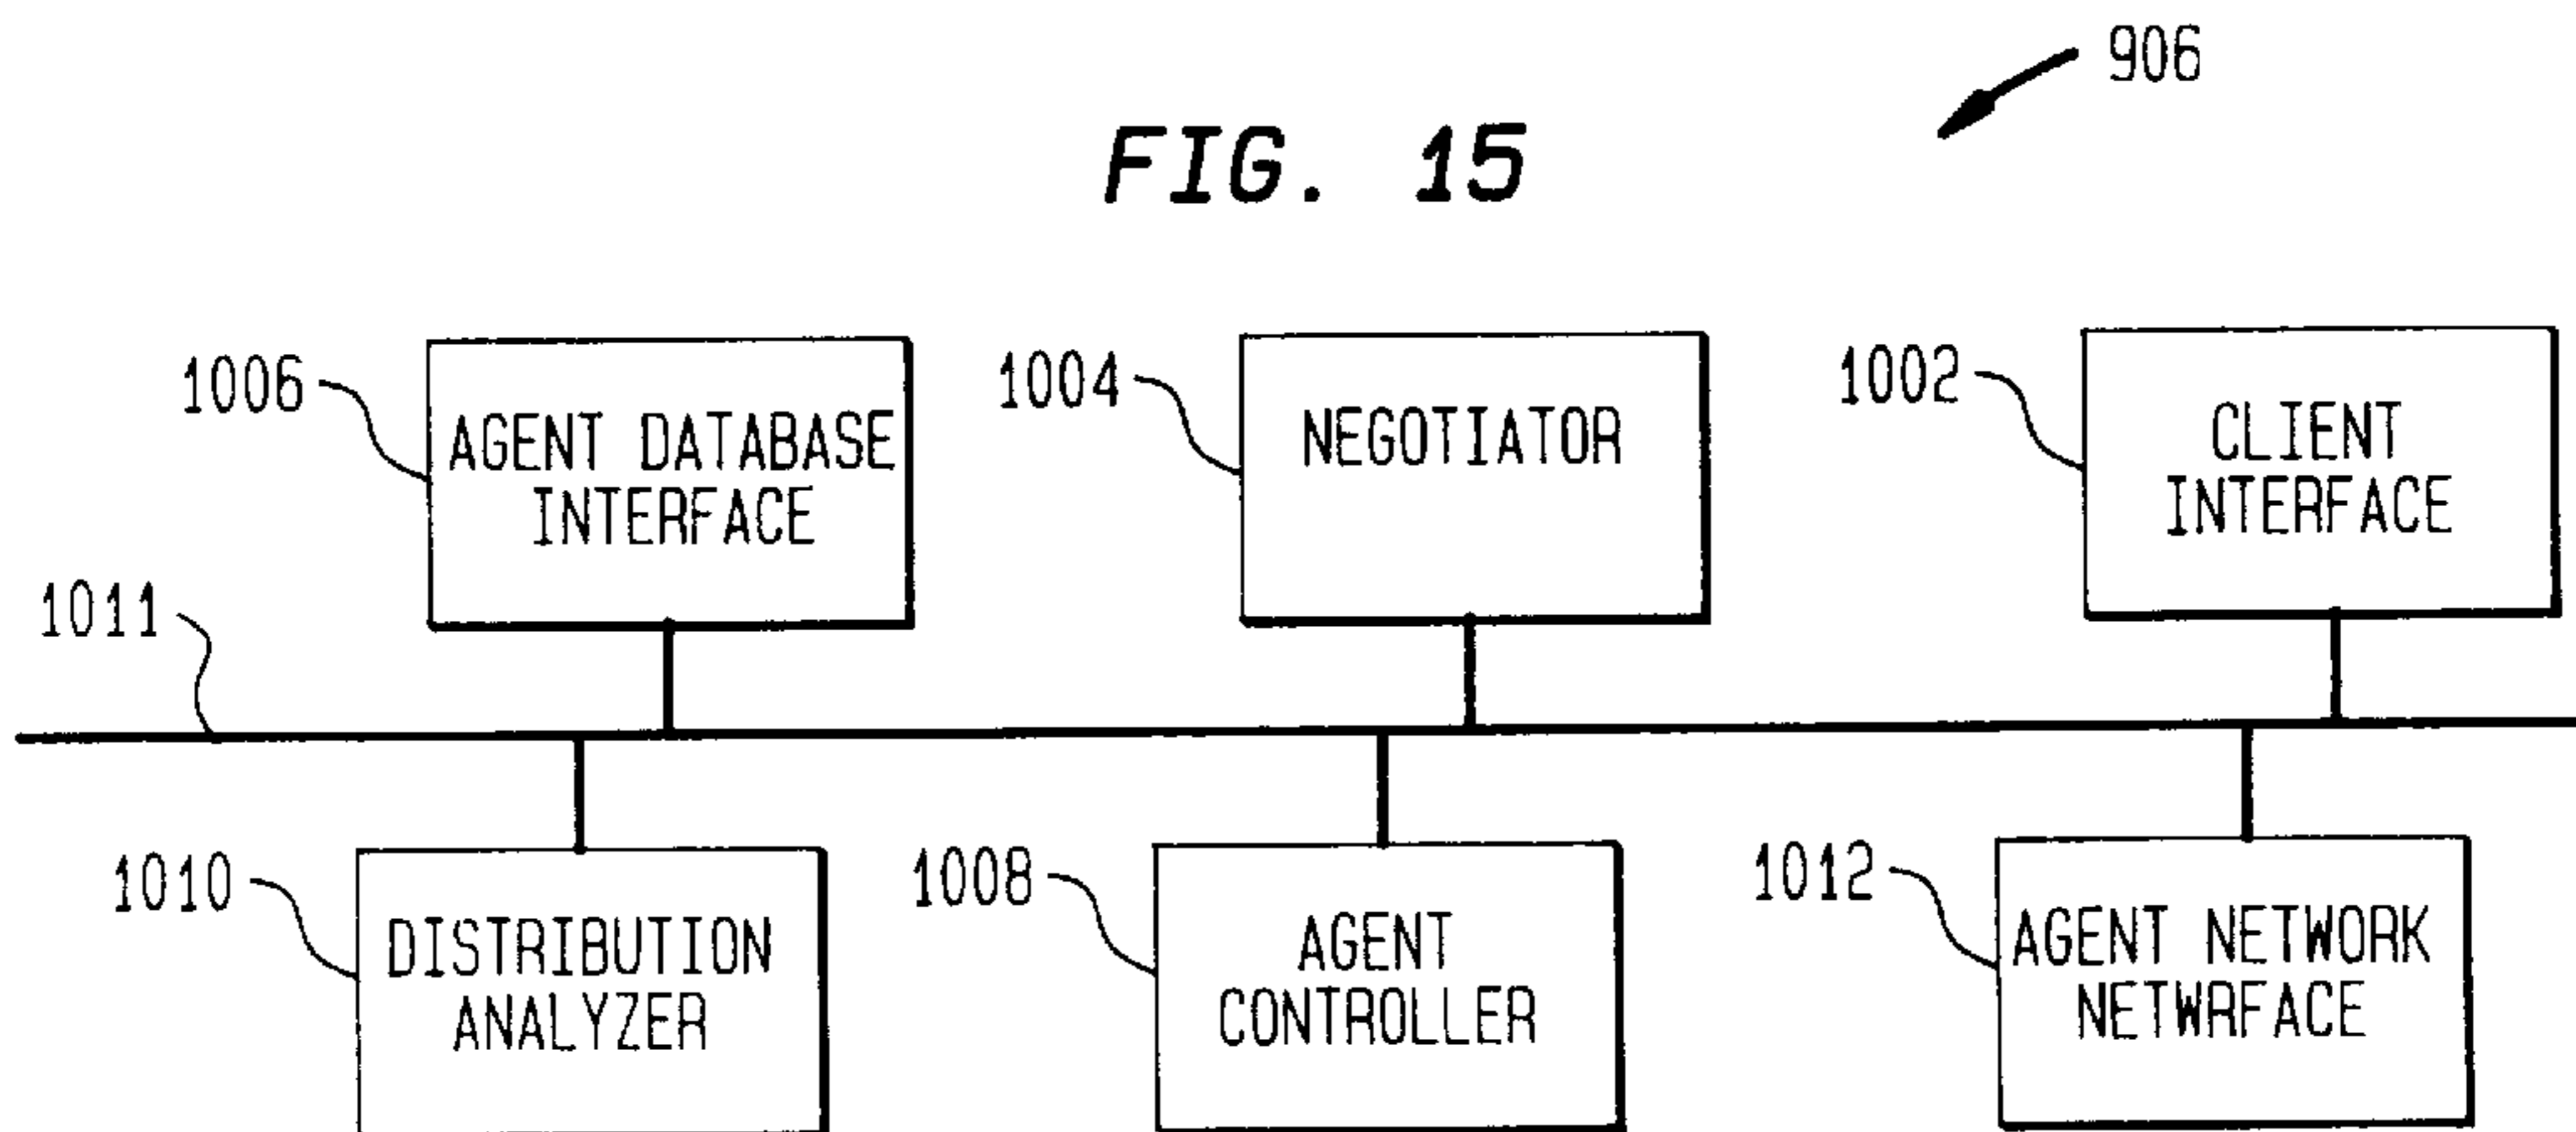 906
FIG. 15
1006
AGENT DATABASE
INTERFACE
1004
NEGOTIATOR
1002
CLIENT
INTERFACE
1011
1010
DISTRIBUTION
ANALYZER
1008
AGENT
CONTROLLER
1012
AGENT NETWORK
NETWRFACE